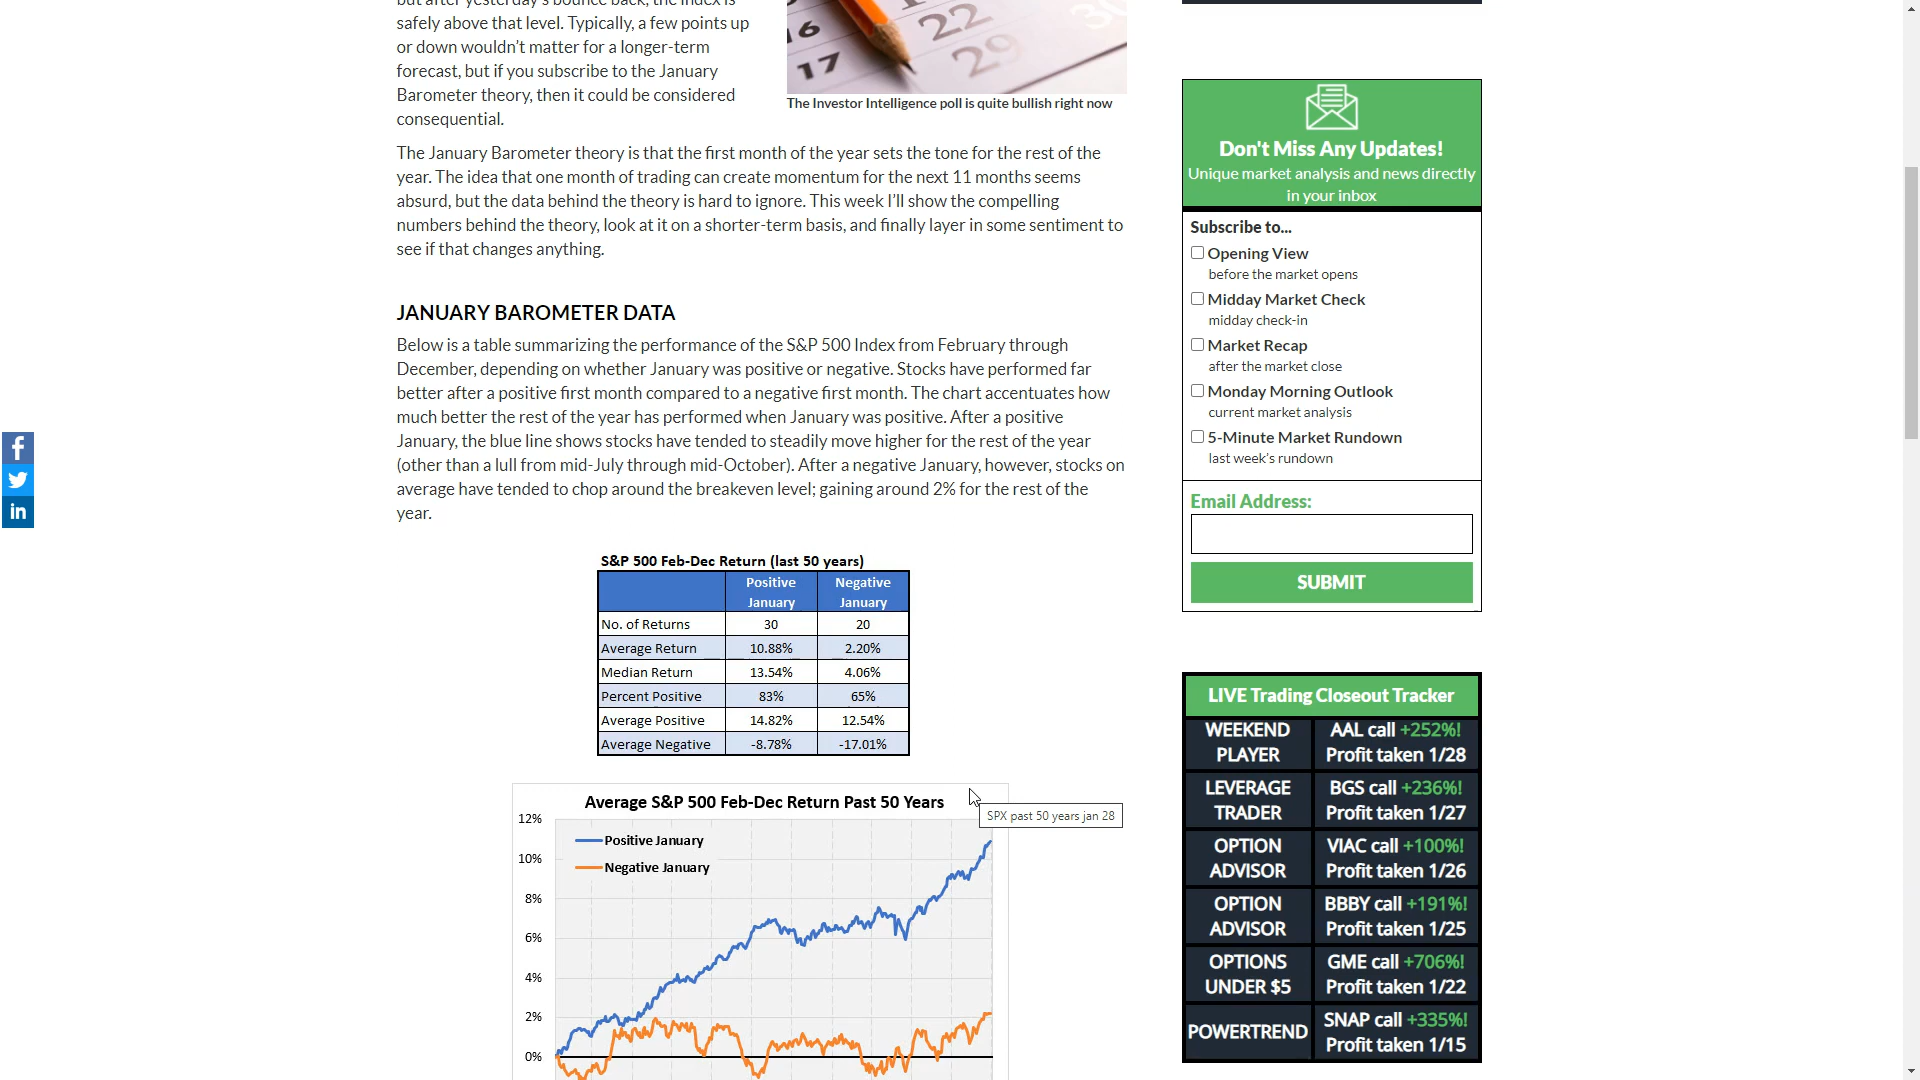 but after yesterday's bounce back, the index is
safely above that level. Typically, a few points up
or down wouldn't matter for a longer-term
forecast, but if you subscribe to the January
Barometer theory, then it could be considered
consequential.
16
17
22
29
30
The Investor Intelligence poll is quite bullish right now
The January Barometer theory is that the first month of the year sets the tone for the rest of the
year. The idea that one month of trading can create momentum for the next 11 months seems
absurd, but the data behind the theory is hard to ignore. This week I'll show the compelling
numbers behind the theory, look at it on a shorter-term basis, and finally layer in some sentiment to
see if that changes anything.
JANUARY BAROMETER DATA
Below is a table summarizing the performance of the S&P 500 Index from February through
December, depending on whether January was positive or negative. Stocks have performed far
better after a positive first month compared to a negative first month. The chart accentuates how
much better the rest of the year has performed when January was positive. After a positive
January, the blue line shows stocks have tended to steadily move higher for the rest of the year
(other than a lull from mid-July through mid-October). After a negative January, however, stocks on
average have tended to chop around the breakeven level; gaining around 2% for the rest of the
year.
S&P 500 Feb-Dec Return (last 50 years)
Positive January Negative January
No. of Returns 30 20
Average Return 10.88% 2.20%
Median Return 13.54% 4.06%
Percent Positive 83% 65%
Average Positive 14.82% 12.54%
Average Negative -8.78% -17.01%
Average S&P 500 Feb-Dec Return Past 50 Years
SPX past 50 years jan 28
12%
Positive January
10%
Negative January
8%
6%
4%
2%
0%
f
in
Don't Miss Any Updates!
Unique market analysis and news directly
in your inbox
Subscribe to...
Opening View
before the market opens
Midday Market Check
midday check-in
Market Recap
after the market close
Monday Morning Outlook
current market analysis
5-Minute Market Rundown
last week's rundown
Email Address:
SUBMIT
LIVE Trading Closeout Tracker
WEEKEND PLAYER
AAL call +252%!
Profit taken 1/28
LEVERAGE TRADER
BGS call +236%!
Profit taken 1/27
OPTION ADVISOR
VIAC call +100%!
Profit taken 1/26
OPTION ADVISOR
BBBY call +191%!
Profit taken 1/25
OPTIONS UNDER $5
GME call +706%!
Profit taken 1/22
POWERTREND
SNAP call +335%!
Profit taken 1/15